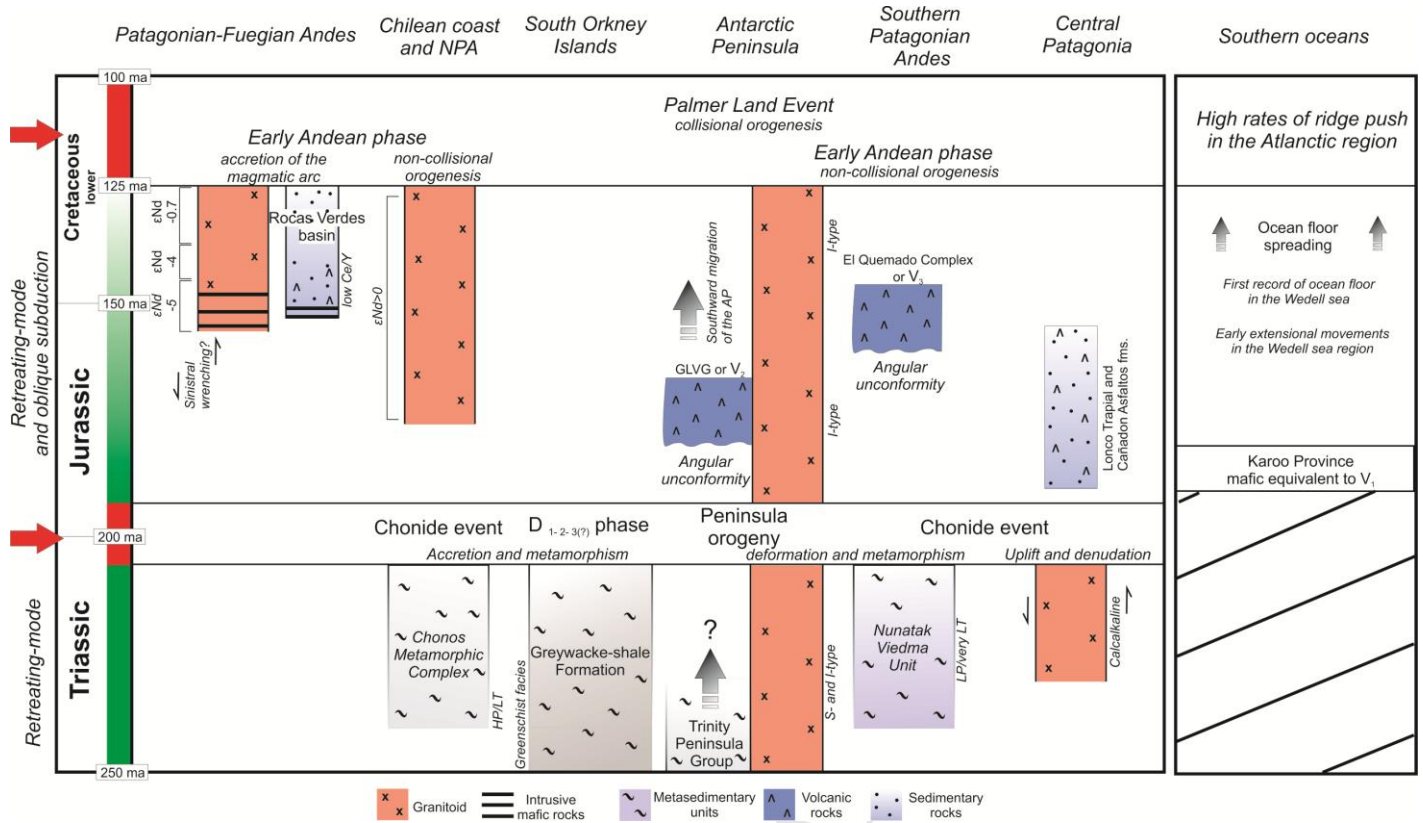 Patagonian-Fuegian Andes
Chilean coast
and NPA
South Orkney
Islands
Antarctic
Peninsula
Southern
Patagonian
Andes
Central
Patagonia
Southern oceans
100 ma
125 ma
150 ma
200 ma
250 ma
Retreating-mode
and oblique subduction
Retreating-mode
Cretaceous
lower
Jurassic
Triassic
Palmer Land Event
collisional orogenesis
Early Andean phase
accretion of the
magmatic arc
non-collisional
orogenesis
Early Andean phase
non-collisional orogenesis
High rates of ridge push
in the Atlantic region
εNd
-0.7
εNd
-4
εNd
-5
Rocas Verdes
basin
low Ce/Y
Sinistral
wrenching?
εNd>0
Southward migration
of the AP
GLVG or V2
Angular
unconformity
I-type
I-type
El Quemado Complex
or V3
Angular
unconformity
Lonco Trapial and
Cañadon Asfaltos fms.
Ocean floor
spreading
First record of ocean floor
in the Wedell sea
Early extensional movements
in the Wedell sea region
Karoo Province
mafic equivalent to V1
Chonide event
D 1- 2- 3(?) phase
Accretion and metamorphism
Peninsula
orogeny
Chonide event
deformation and metamorphism
Uplift and denudation
Chonos
Metamorphic
Complex
HP/LT
Greenschist facies
Greywacke-shale
Formation
?
Trinity
Peninsula
Group
S- and I-type
Nunatak
Viedma
Unit
LP/very LT
Calcalkaline
Granitoid
Intrusive
mafic rocks
Metasedimentary
units
Volcanic
rocks
Sedimentary
rocks